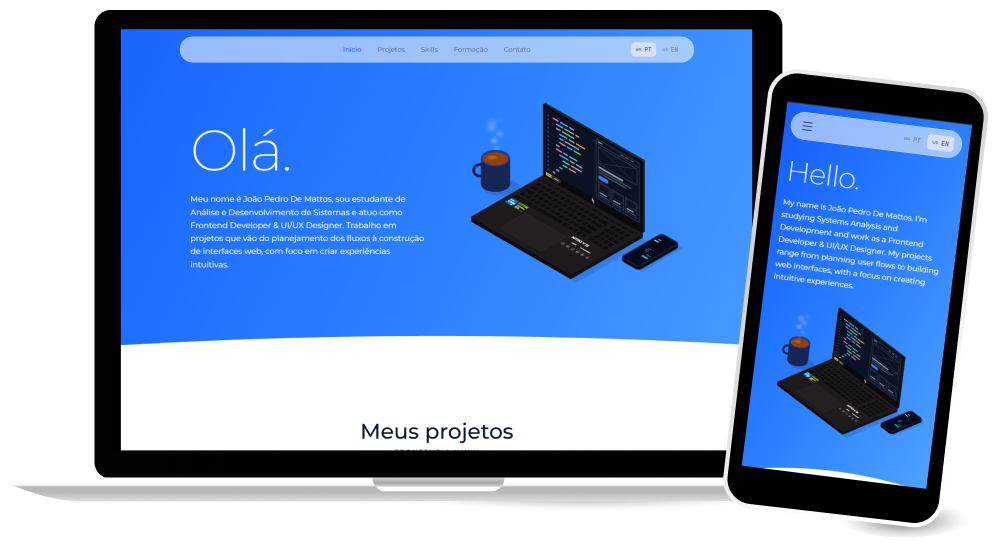 Início Projetos Skills Formação Contato PT EN
Olá.
Meu nome é João Pedro De Mattos, sou estudante de
Análise e Desenvolvimento de Sistemas e atuo como
Frontend Developer & UI/UX Designer. Trabalho em
projetos que vão do planejamento dos fluxos à construção
de interfaces web, com foco em criar experiências
intuitivas.
Meus projetos
PT US EN
Hello.
My name is João Pedro De Mattos. I'm
studying Systems Analysis and
Development and work as a Frontend
Developer & UI/UX Designer. My projects
range from planning user flows to building
web interfaces, with a focus on creating
intuitive experiences.